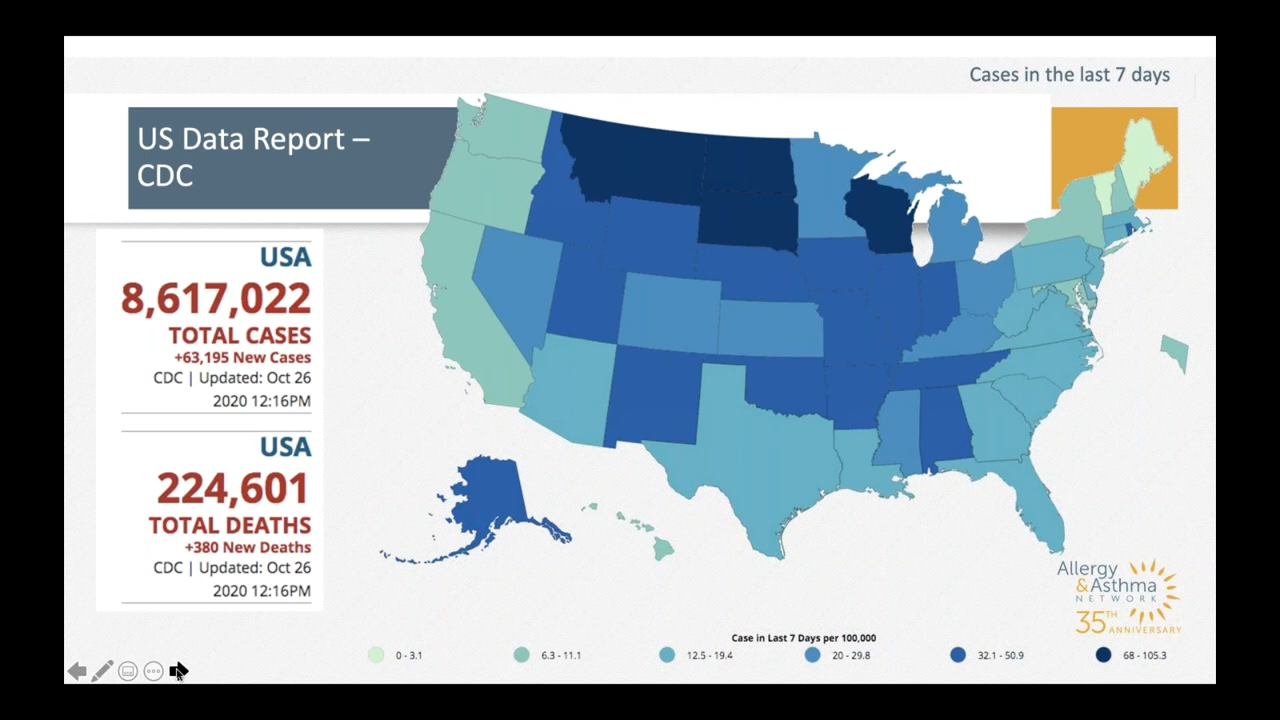 Cases in the last 7 days
US Data Report –
CDC
USA
8,617,022
TOTAL CASES
+63,195 New Cases
CDC | Updated: Oct 26
2020 12:16PM
USA
224,601
TOTAL DEATHS
+380 New Deaths
CDC | Updated: Oct 26
2020 12:16PM
Allergy
&Asthma
NETWORK
35TH ANNIVERSARY
Case in Last 7 Days per 100,000
0 - 3.1 6.3 - 11.1 12.5 - 19.4 20 - 29.8 32.1 - 50.9 68 - 105.3